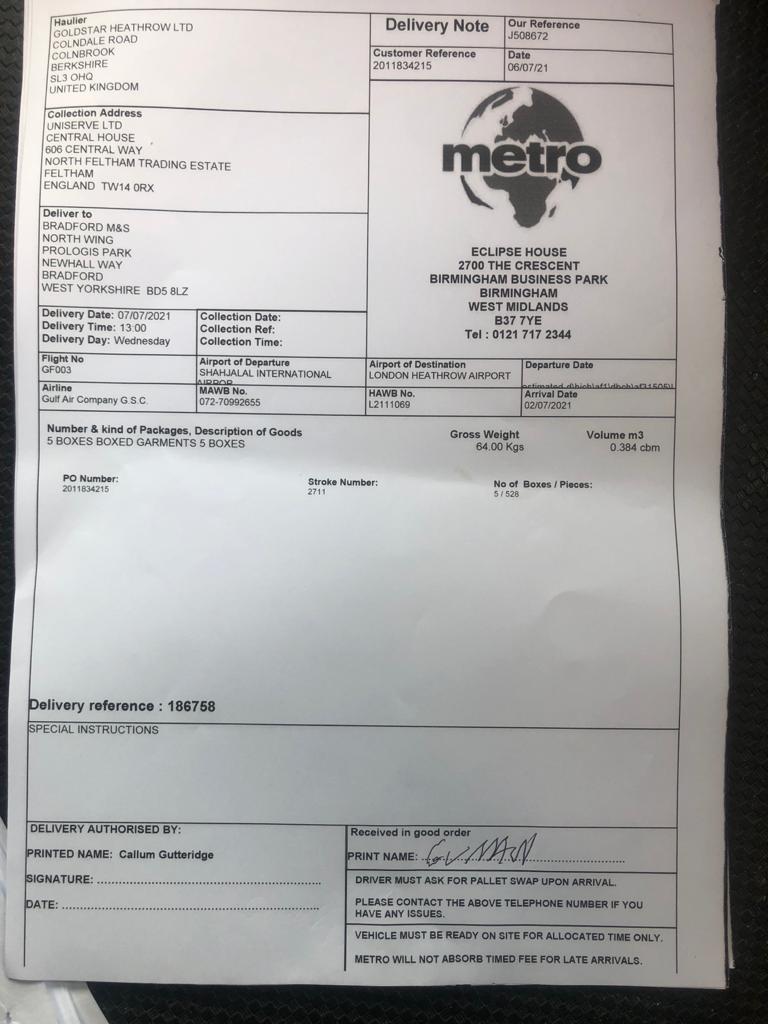 Haulier
GOLDSTAR HEATHROW LTD
COLNDALE ROAD
COLNBROOK
BERKSHIRE
SL3 OHQ
UNITED KINGDOM
Delivery Note
Our Reference
J508672
Customer Reference
2011834215
Date
06/07/21
Collection Address
UNISERVE LTD
CENTRAL HOUSE
606 CENTRAL WAY
NORTH FELTHAM TRADING ESTATE
FELTHAM
ENGLAND TW14 0RX
metro
ECLIPSE HOUSE
2700 THE CRESCENT
BIRMINGHAM BUSINESS PARK
BIRMINGHAM
WEST MIDLANDS
B37 7YE
Tel : 0121 717 2344
Deliver to
BRADFORD M&S
NORTH WING
PROLOGIS PARK
NEWHALL WAY
BRADFORD
WEST YORKSHIRE BD5 8LZ
Delivery Date: 07/07/2021
Delivery Time: 13:00
Delivery Day: Wednesday
Collection Date:
Collection Ref:
Collection Time:
Flight No
GF003
Airport of Departure
SHAHJALAL INTERNATIONAL
AIRPOR
Airport of Destination
LONDON HEATHROW AIRPORT
Departure Date
estimated
Airline
Gulf Air Company G.S.C.
MAWB No.
072-70992655
HAWB No.
L2111069
Arrival Date
02/07/2021
Number & kind of Packages, Description of Goods
5 BOXES BOXED GARMENTS 5 BOXES
Gross Weight
64.00 Kgs
Volume m3
0.384 cbm
PO Number:
2011834215
Stroke Number:
2711
No of Boxes / Pieces:
5 / 528
Delivery reference : 186758
SPECIAL INSTRUCTIONS
DELIVERY AUTHORISED BY:
PRINTED NAME: Callum Gutteridge
SIGNATURE:
DATE:
Received in good order
PRINT NAME:
DRIVER MUST ASK FOR PALLET SWAP UPON ARRIVAL.
PLEASE CONTACT THE ABOVE TELEPHONE NUMBER IF YOU
HAVE ANY ISSUES.
VEHICLE MUST BE READY ON SITE FOR ALLOCATED TIME ONLY.
METRO WILL NOT ABSORB TIMED FEE FOR LATE ARRIVALS.